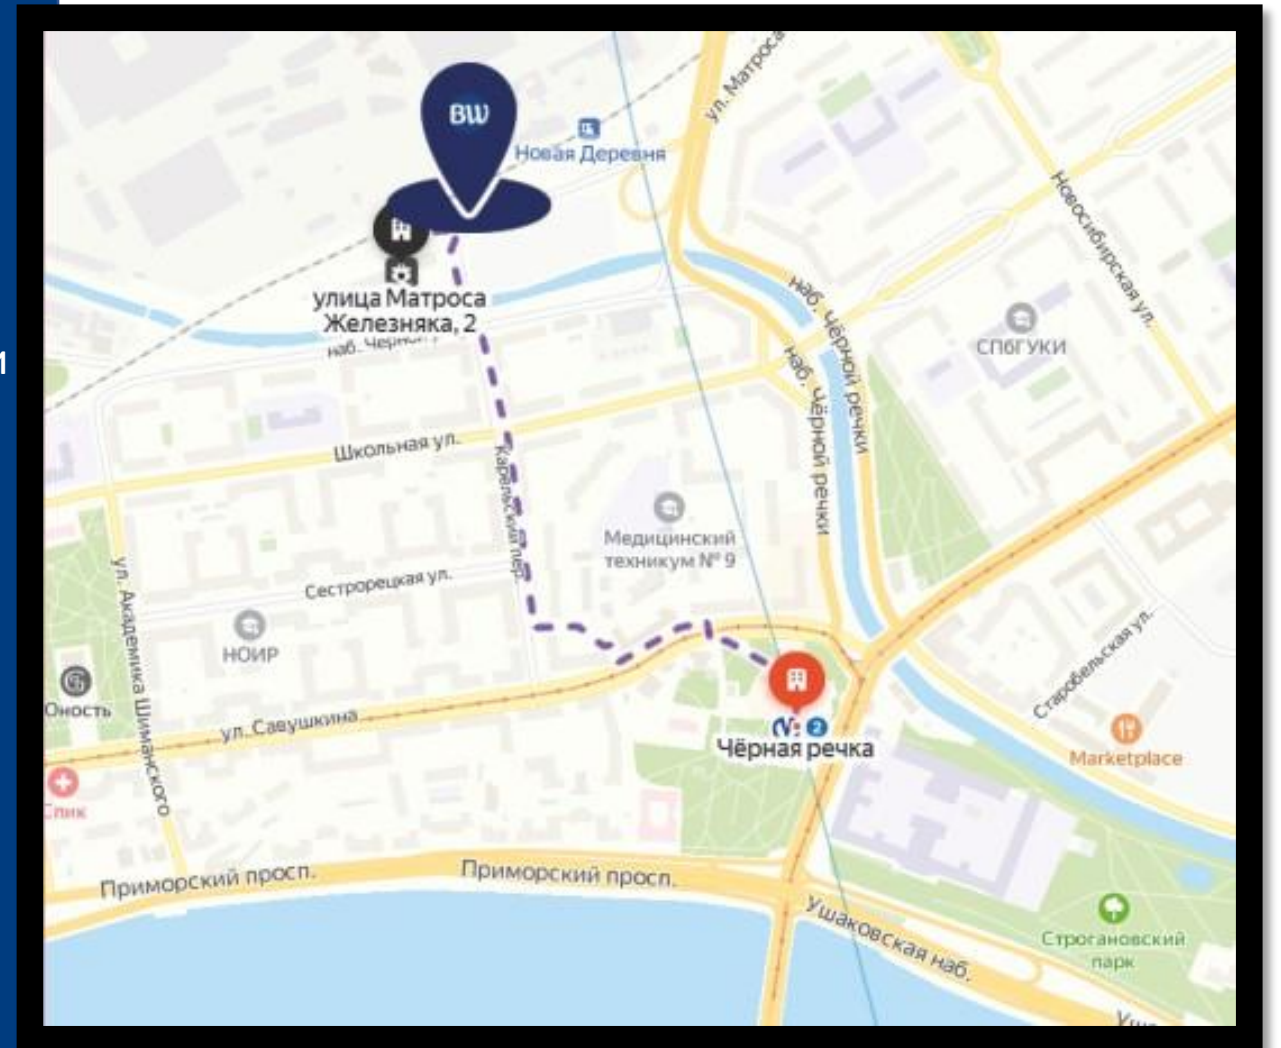 ул. Матроса
BW
Новая Деревня
улица Матроса
Железняка, 2
Новосибирская ул.
наб. Чёрной речки
СПбГУКИ
наб. Чёрной речки
и
Школьная ул.
Карельский пер.
Медицинский
техникум № 9
Сестрорецкая ул.
ул. Академика Шиманского
НОИР
Старобельская ул.
Юность
ул. Савушкина
2
Чёрная речка
Marketplace
Приморский просп.
Приморский просп.
Ушаковская наб.
Строгановский
парк